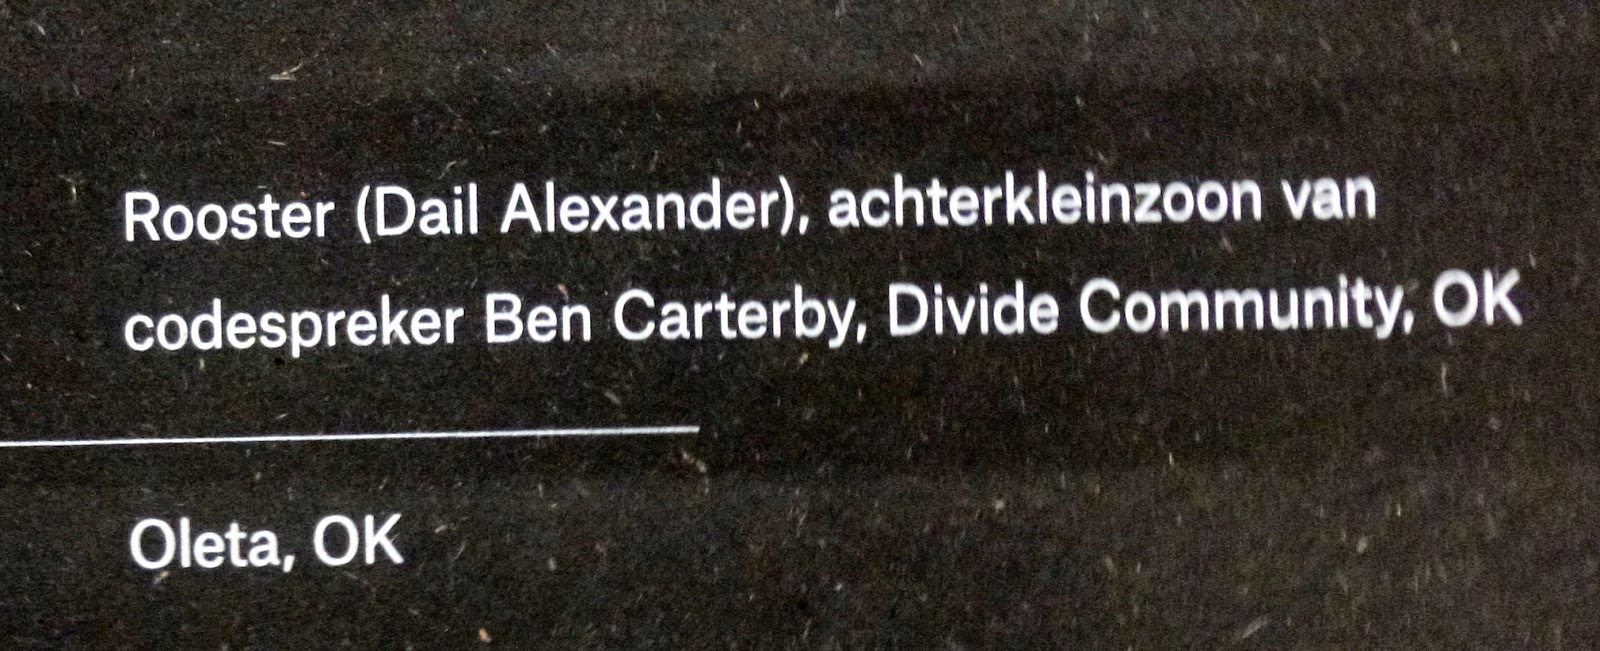 Rooster (Dail Alexander), achterkleinzoon van
codespreker Ben Carterby, Divide Community, OK
Oleta, OK